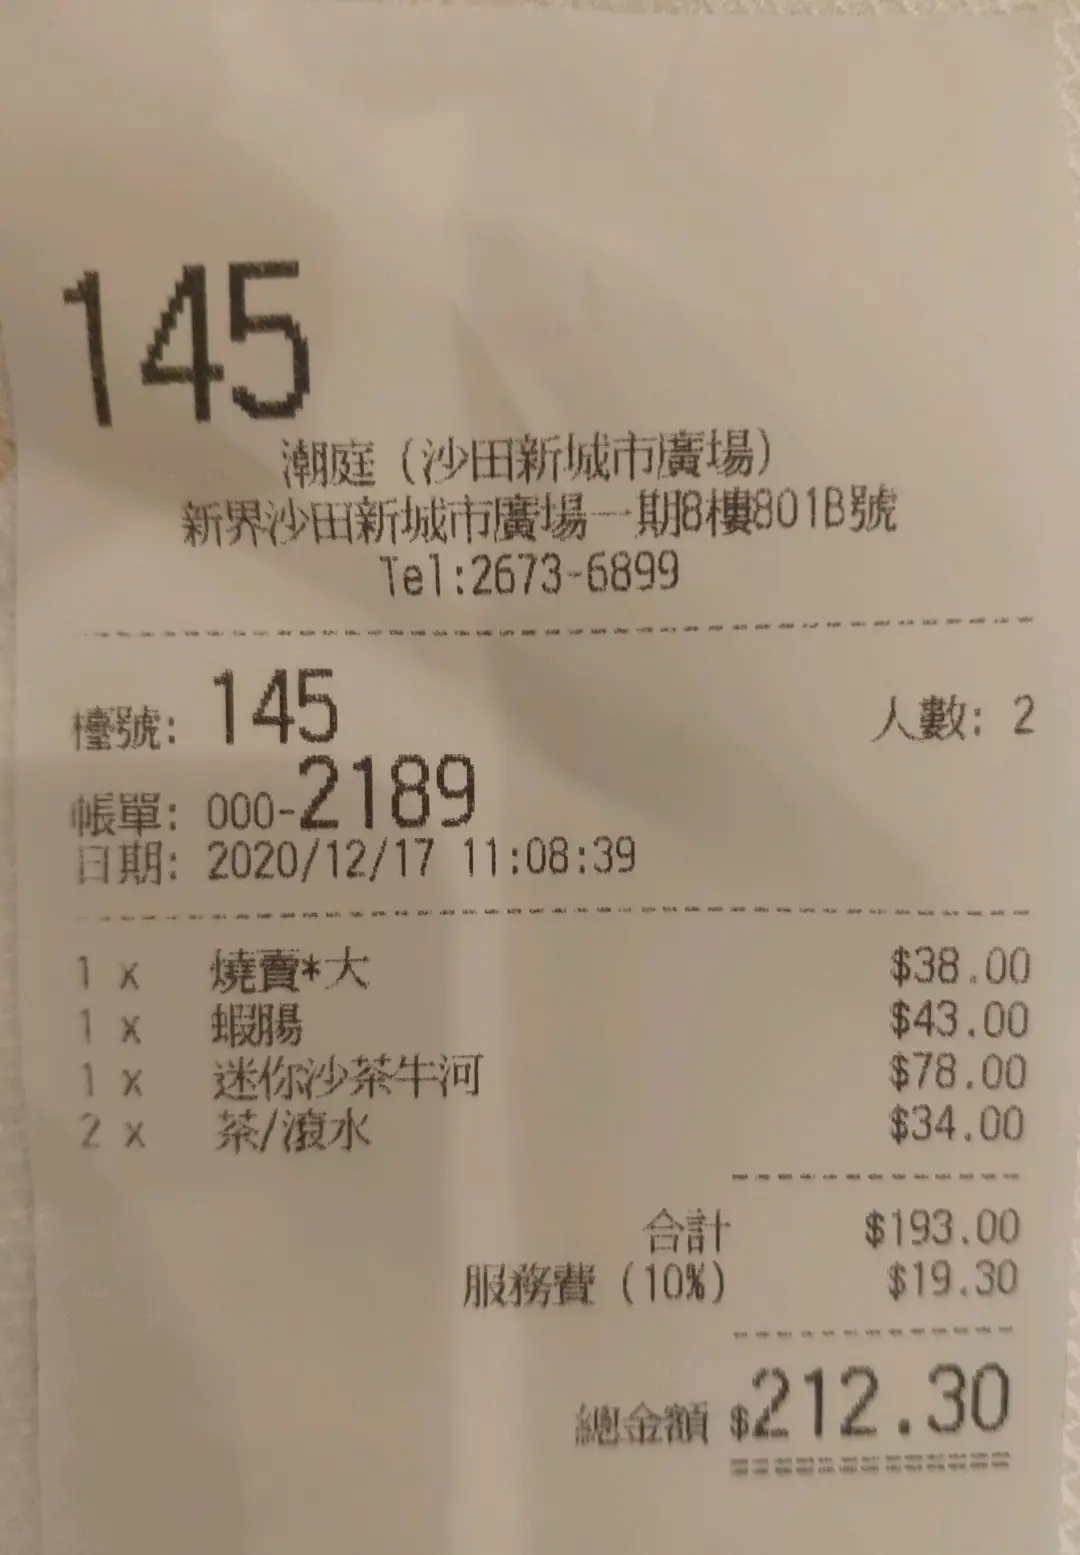 145
潮庭（沙田新城市廣場）
新界沙田新城市廣場一期8樓801B號
Tel:2673-6899
檯號: 145 人數: 2
帳單: 000-2189
日期: 2020/12/17 11:08:39
1 x 燒賣*大 $38.00
1 x 蝦腸 $43.00
1 x 迷你沙茶牛河 $78.00
2 x 茶/滾水 $34.00
合計 $193.00
服務費（10%） $19.30
總金額 $212.30